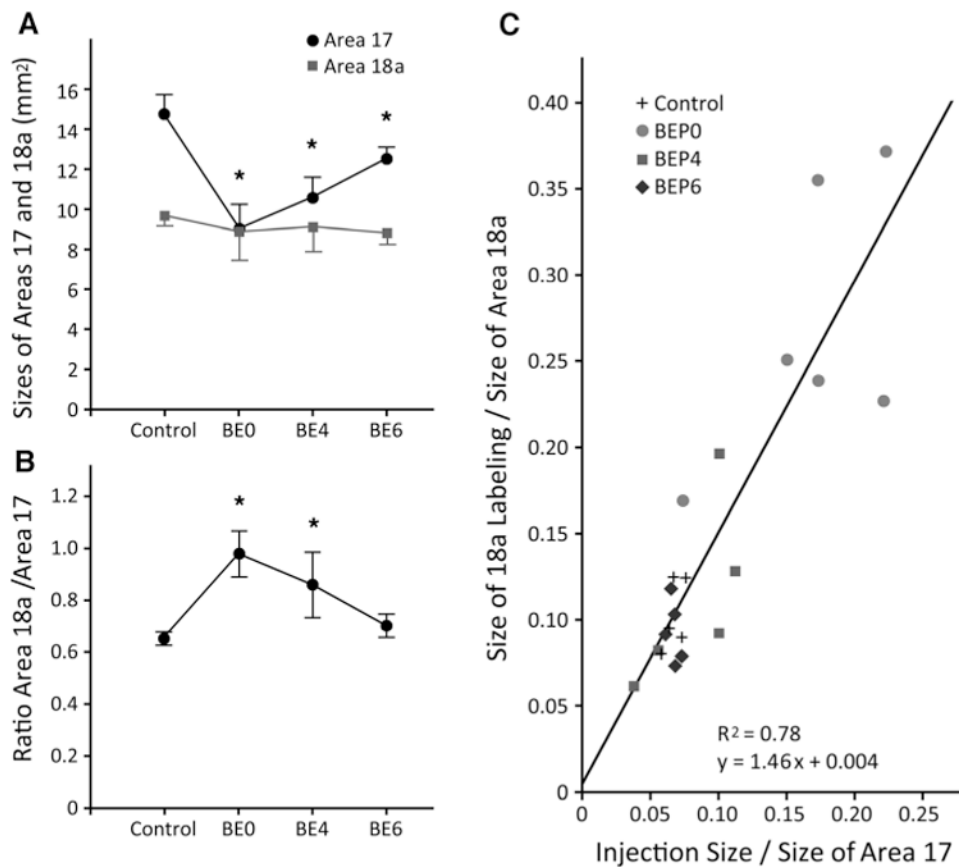 A
Sizes of Areas 17 and 18a (mm²)
Area 17
Area 18a
16
14
12
10
8
6
4
2
0
* * *
Control BE0 BE4 BE6
B
Ratio Area 18a /Area 17
1.2
1.0
0.8
0.6
0.4
0.2
0
* *
Control BE0 BE4 BE6
C
Size of 18a Labeling / Size of Area 18a
0.40
0.35
0.30
0.25
0.20
0.15
0.10
0.05
0
+ Control
BEP0
BEP4
BEP6
R² = 0.78
y = 1.46x + 0.004
0 0.05 0.10 0.15 0.20 0.25
Injection Size / Size of Area 17